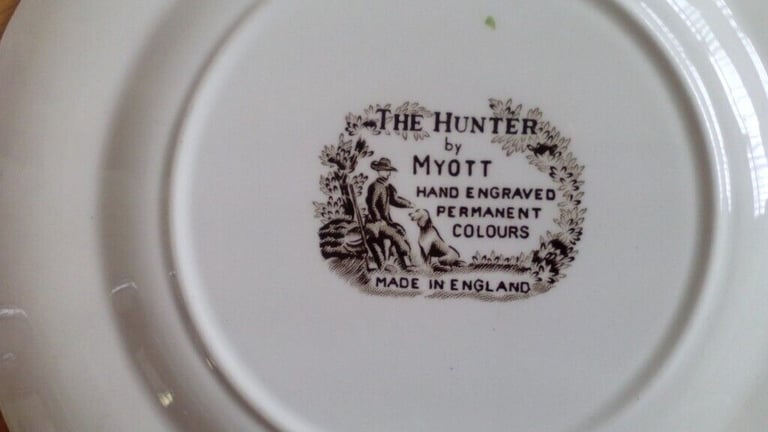 THE HUNTER
by
MYOTT
HAND ENGRAVED
PERMANENT
COLOURS
MADE IN ENGLAND